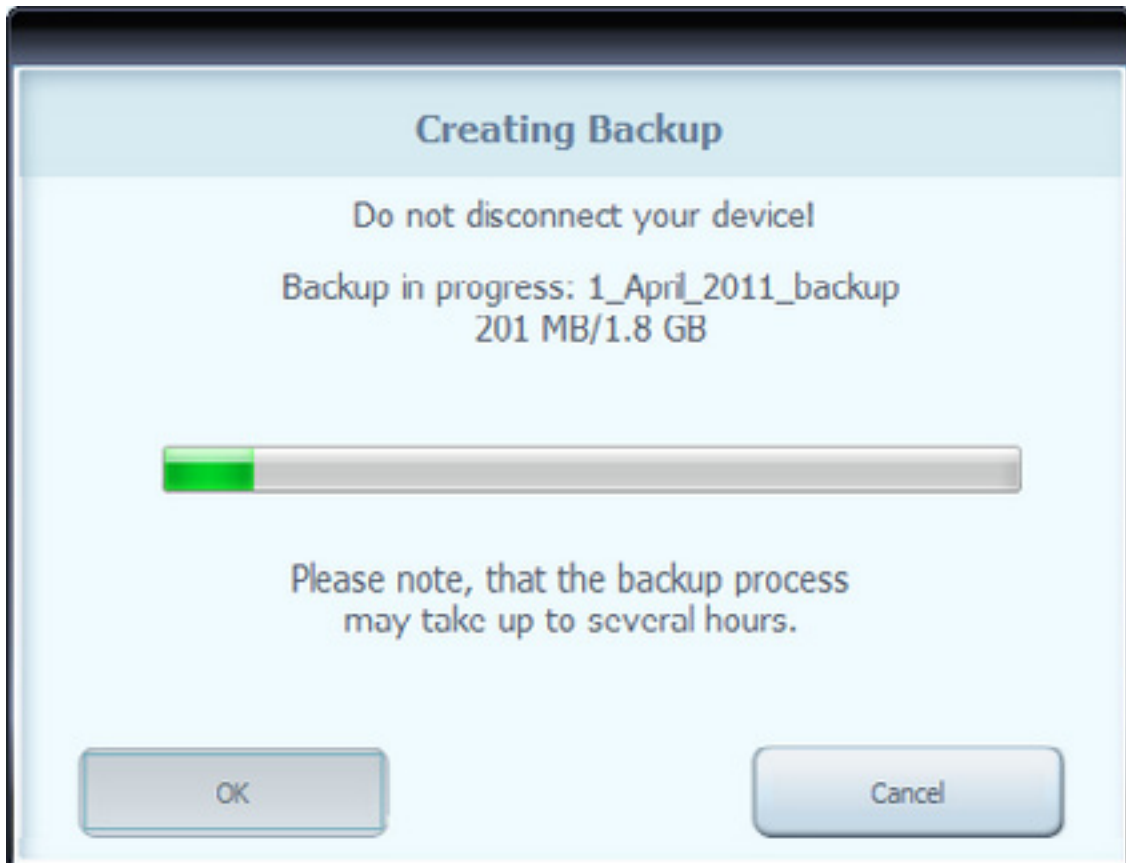 Creating Backup
Do not disconnect your device!
Backup in progress: 1_April_2011_backup
201 MB/1.8 GB
Please note, that the backup process
may take up to several hours.
OK
Cancel